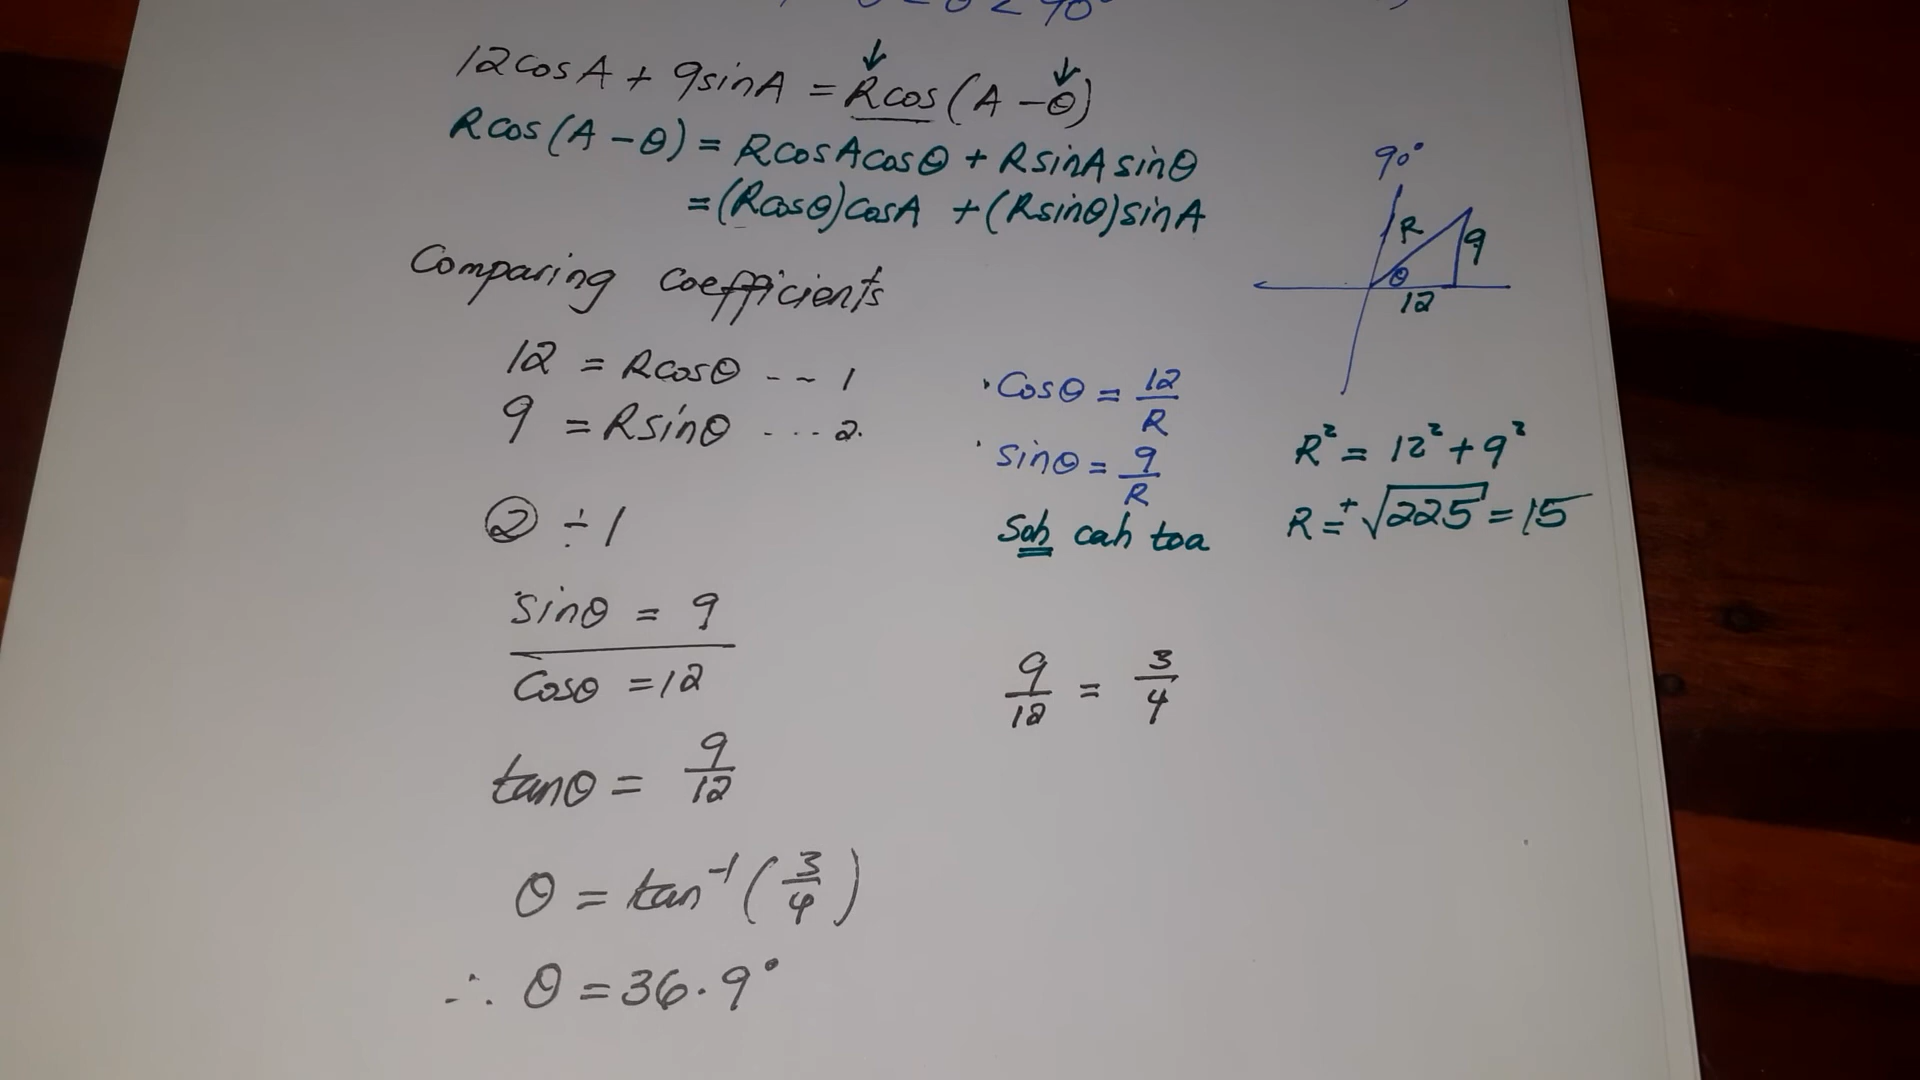 < 90°
12cosA + 9sinA = Rcos(A - θ)
Rcos(A - θ) = RcosAcosθ + RsinAsinθ
= (Rcosθ)cosA + (Rsinθ)sinA
90°
R
9
θ
12
Comparing coefficients
12 = Rcosθ -- 1
9 = Rsinθ ... 2.
② ÷ 1
sinθ = 9
cosθ = 12
tanθ = 9/12
θ = tan⁻¹(3/4)
∴ θ = 36.9°
Cosθ = 12/R
sinθ = 9/R
Soh cah toa
9/12 = 3/4
R² = 12² + 9²
R = +√225 = 15